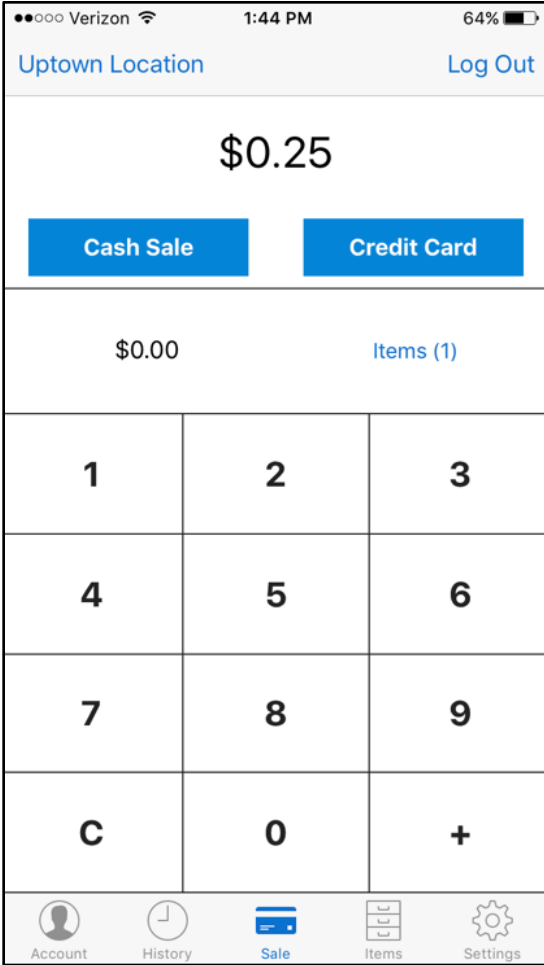 Verizon 1:44 PM 64%
Uptown Location Log Out
$0.25
Cash Sale Credit Card
$0.00 Items (1)
1 2 3
4 5 6
7 8 9
C 0 +
Account History Sale Items Settings